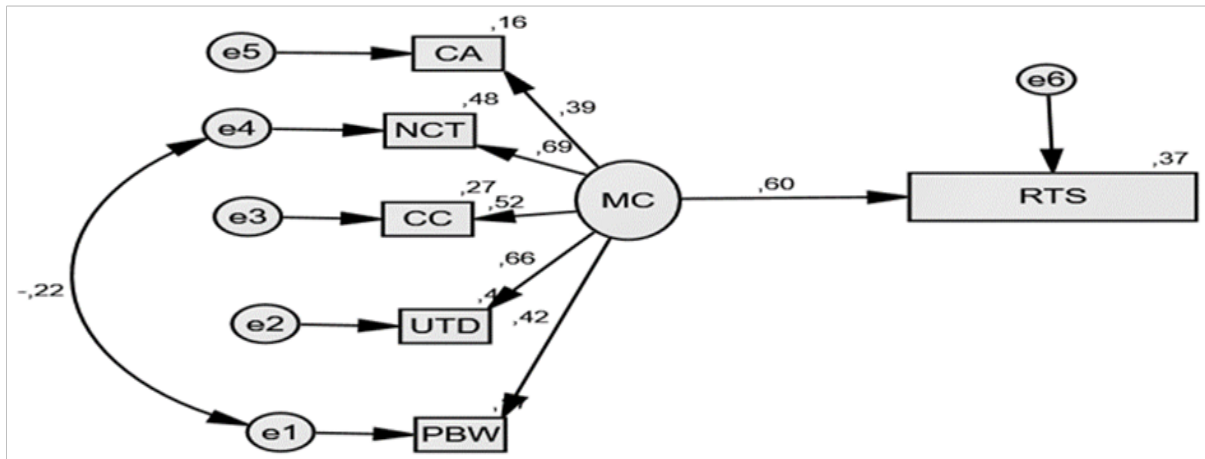 ,16
e5
CA
,39
e6
,48
e4
NCT
,69
,37
MC
,60
RTS
,27
e3
CC
,52
,66
-,22
e2
UTD
,42
e1
PBW